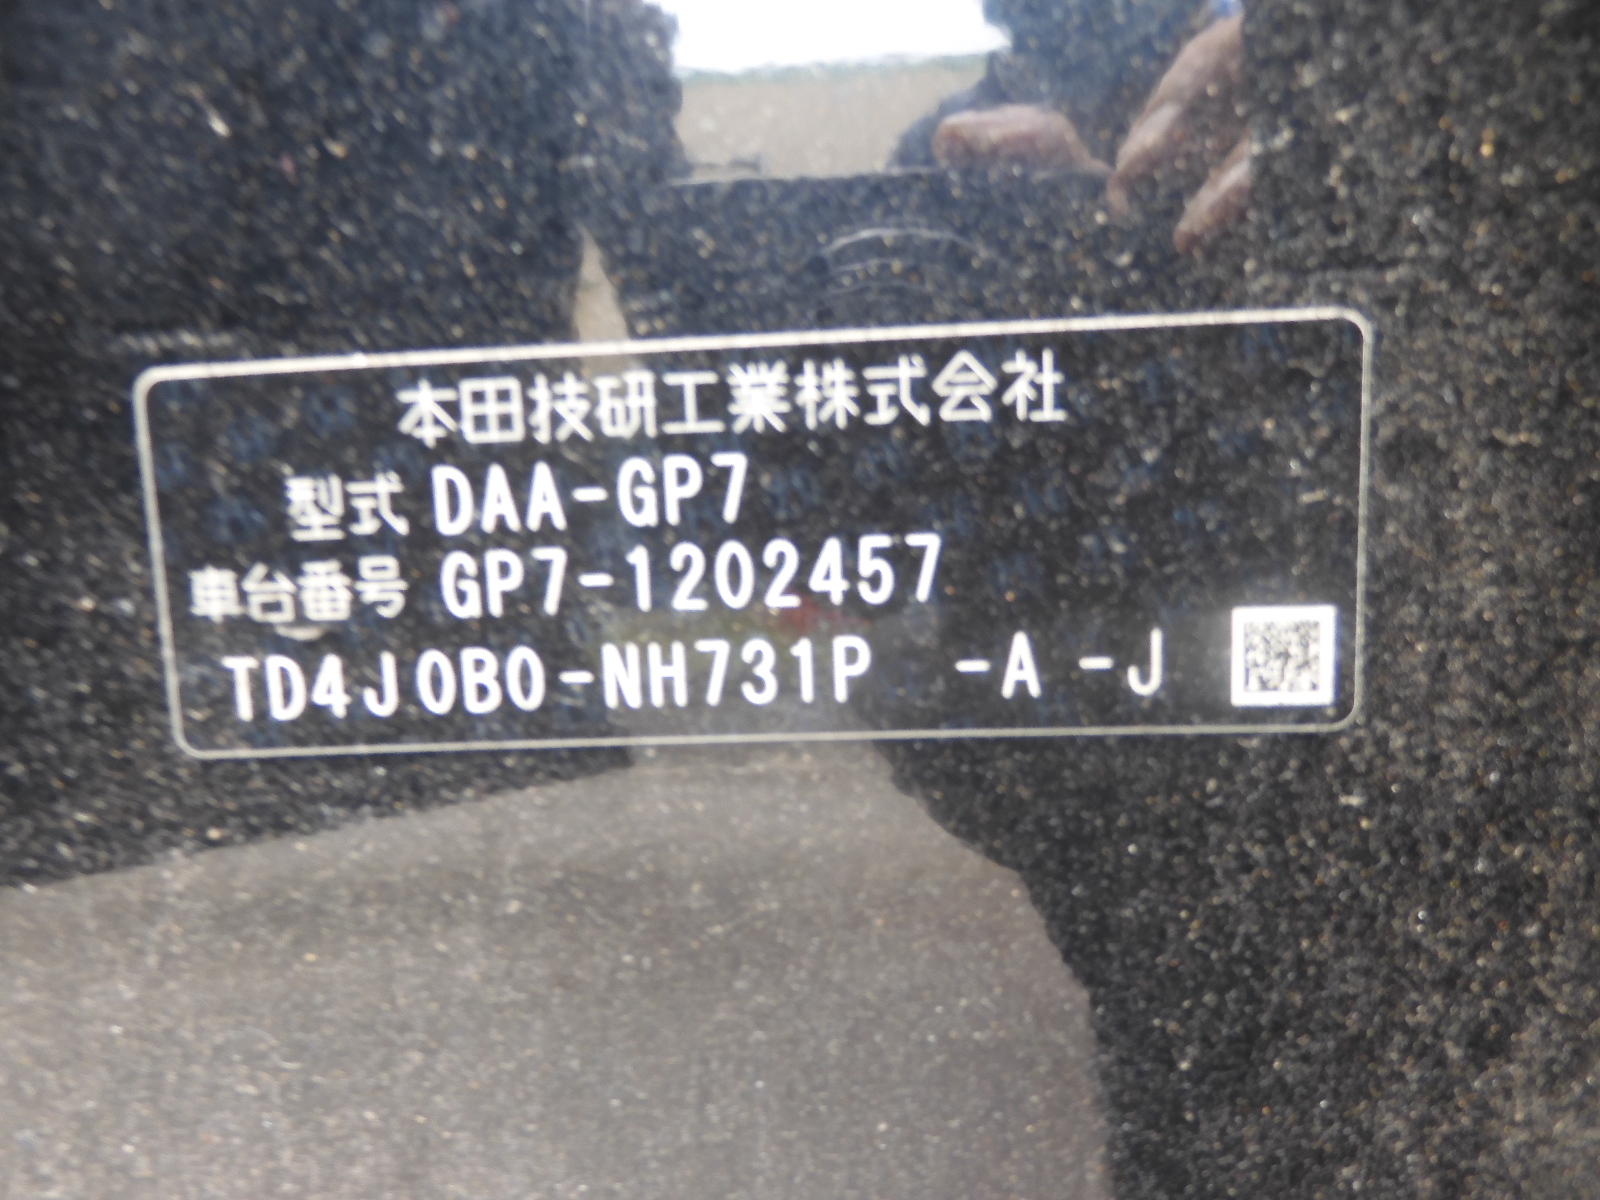 本田技研工業株式会社
型式 DAA-GP7
車台番号 GP7-1202457
TD4J0B0-NH731P -A -J